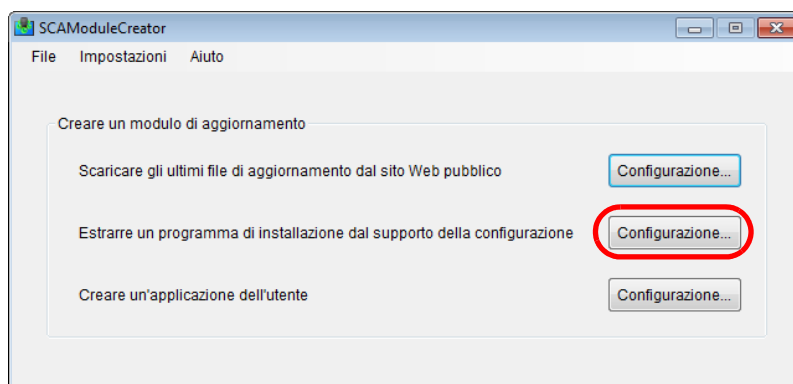 SCAModuleCreator
File Impostazioni Aiuto
Creare un modulo di aggiornamento
Scaricare gli ultimi file di aggiornamento dal sito Web pubblico Configurazione...
Estrarre un programma di installazione dal supporto della configurazione Configurazione...
Creare un'applicazione dell'utente Configurazione...